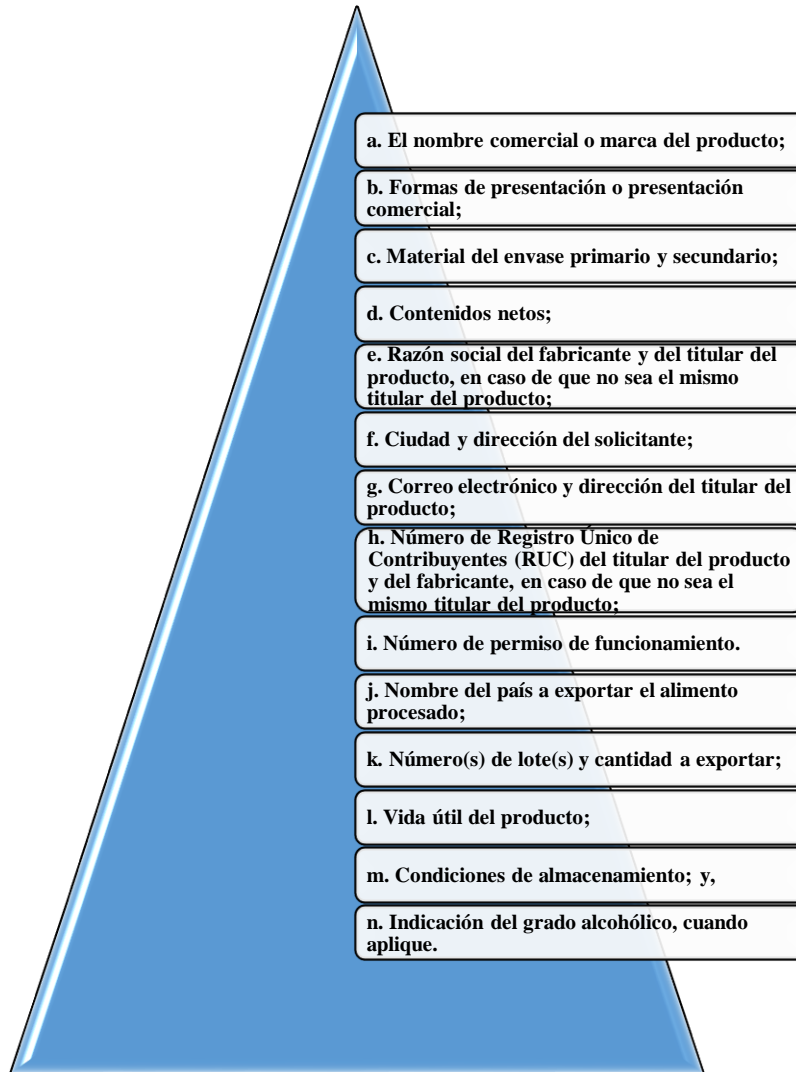 a. El nombre comercial o marca del producto;
b. Formas de presentación o presentación
comercial;
c. Material del envase primario y secundario;
d. Contenidos netos;
e. Razón social del fabricante y del titular del
producto, en caso de que no sea el mismo
titular del producto;
f. Ciudad y dirección del solicitante;
g. Correo electrónico y dirección del titular del
producto;
h. Número de Registro Único de
Contribuyentes (RUC) del titular del producto
y del fabricante, en caso de que no sea el
mismo titular del producto;
i. Número de permiso de funcionamiento.
j. Nombre del país a exportar el alimento
procesado;
k. Número(s) de lote(s) y cantidad a exportar;
l. Vida útil del producto;
m. Condiciones de almacenamiento; y,
n. Indicación del grado alcohólico, cuando
aplique.